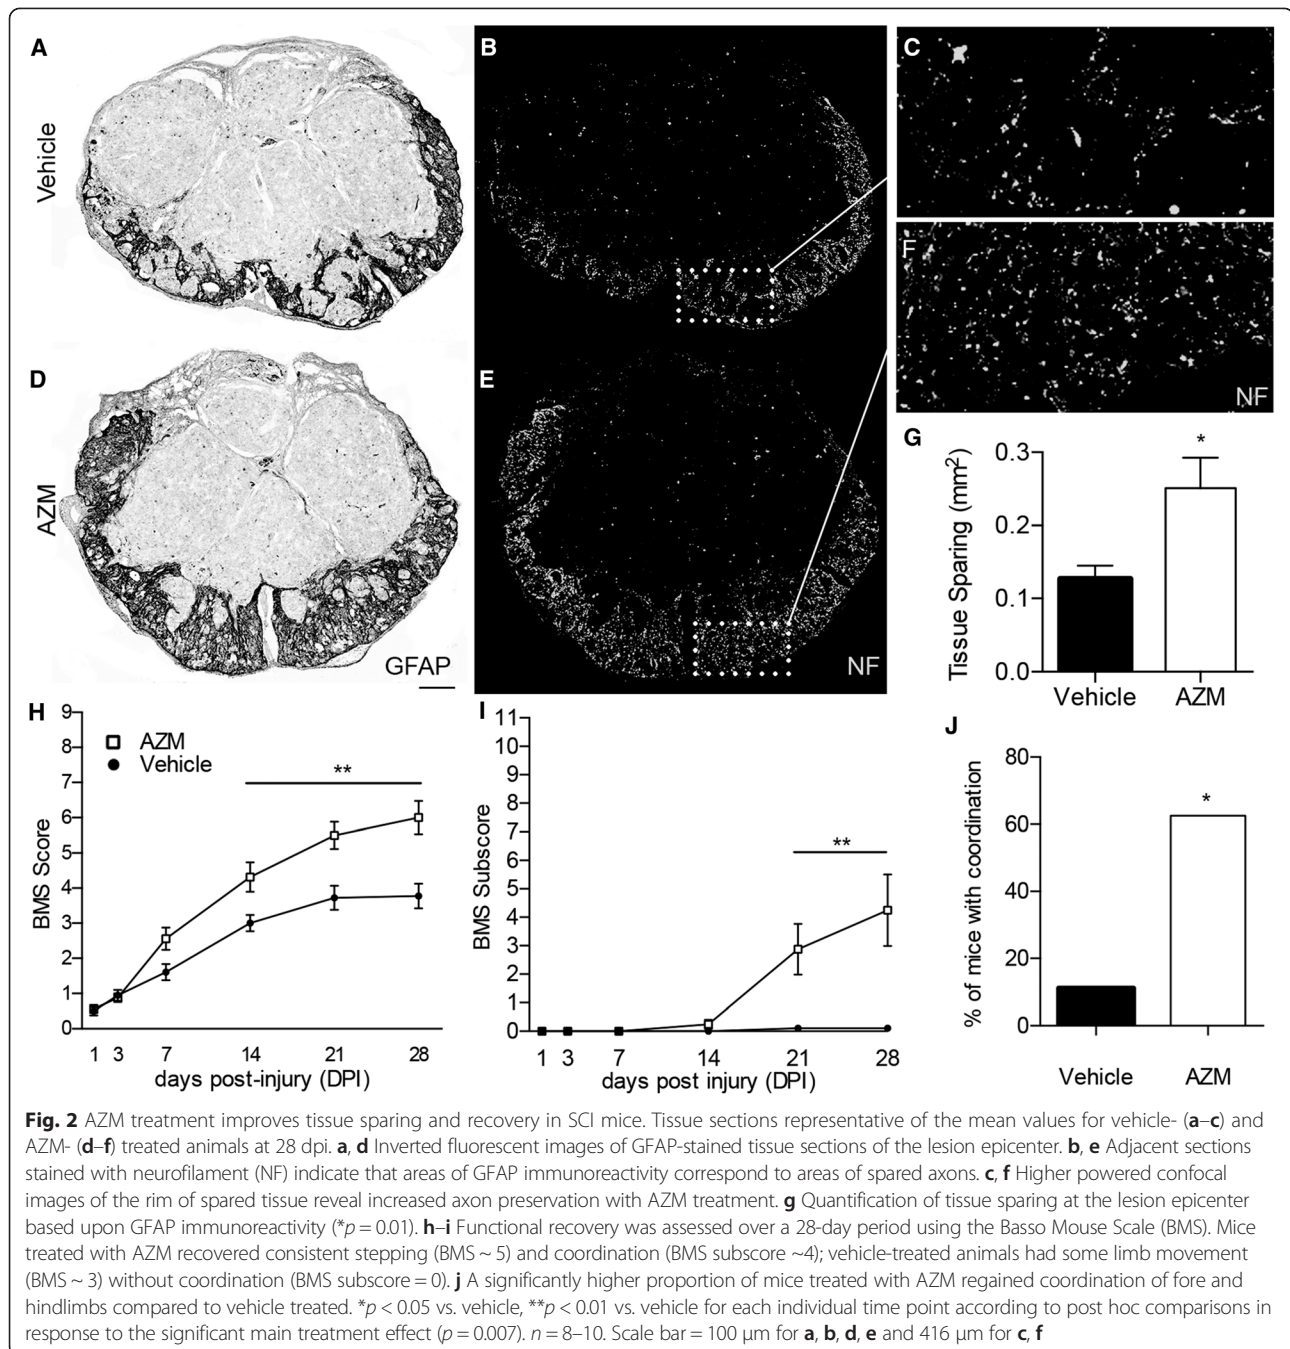 A
Vehicle
B
C
F
NF
D
AZM
GFAP
E
NF
G
Tissue Sparing (mm²)
0.3
0.2
0.1
0.0
*
Vehicle AZM
H
BMS Score
9
8
7
6
5
4
3
2
1
0
AZM
Vehicle
**
1 3 7 14 21 28
days post-injury (DPI)
I
BMS Subscore
11
10
9
8
7
6
5
4
3
2
1
0
**
1 3 7 14 21 28
days post injury (DPI)
J
% of mice with coordination
80
60
40
20
0
*
Vehicle AZM
Fig. 2 AZM treatment improves tissue sparing and recovery in SCI mice. Tissue sections representative of the mean values for vehicle- (a–c) and
AZM- (d–f) treated animals at 28 dpi. a, d Inverted fluorescent images of GFAP-stained tissue sections of the lesion epicenter. b, e Adjacent sections
stained with neurofilament (NF) indicate that areas of GFAP immunoreactivity correspond to areas of spared axons. c, f Higher powered confocal
images of the rim of spared tissue reveal increased axon preservation with AZM treatment. g Quantification of tissue sparing at the lesion epicenter
based upon GFAP immunoreactivity (*p = 0.01). h–i Functional recovery was assessed over a 28-day period using the Basso Mouse Scale (BMS). Mice
treated with AZM recovered consistent stepping (BMS ~ 5) and coordination (BMS subscore ~4); vehicle-treated animals had some limb movement
(BMS ~ 3) without coordination (BMS subscore = 0). j A significantly higher proportion of mice treated with AZM regained coordination of fore and
hindlimbs compared to vehicle treated. *p < 0.05 vs. vehicle, **p < 0.01 vs. vehicle for each individual time point according to post hoc comparisons in
response to the significant main treatment effect (p = 0.007). n = 8–10. Scale bar = 100 μm for a, b, d, e and 416 μm for c, f